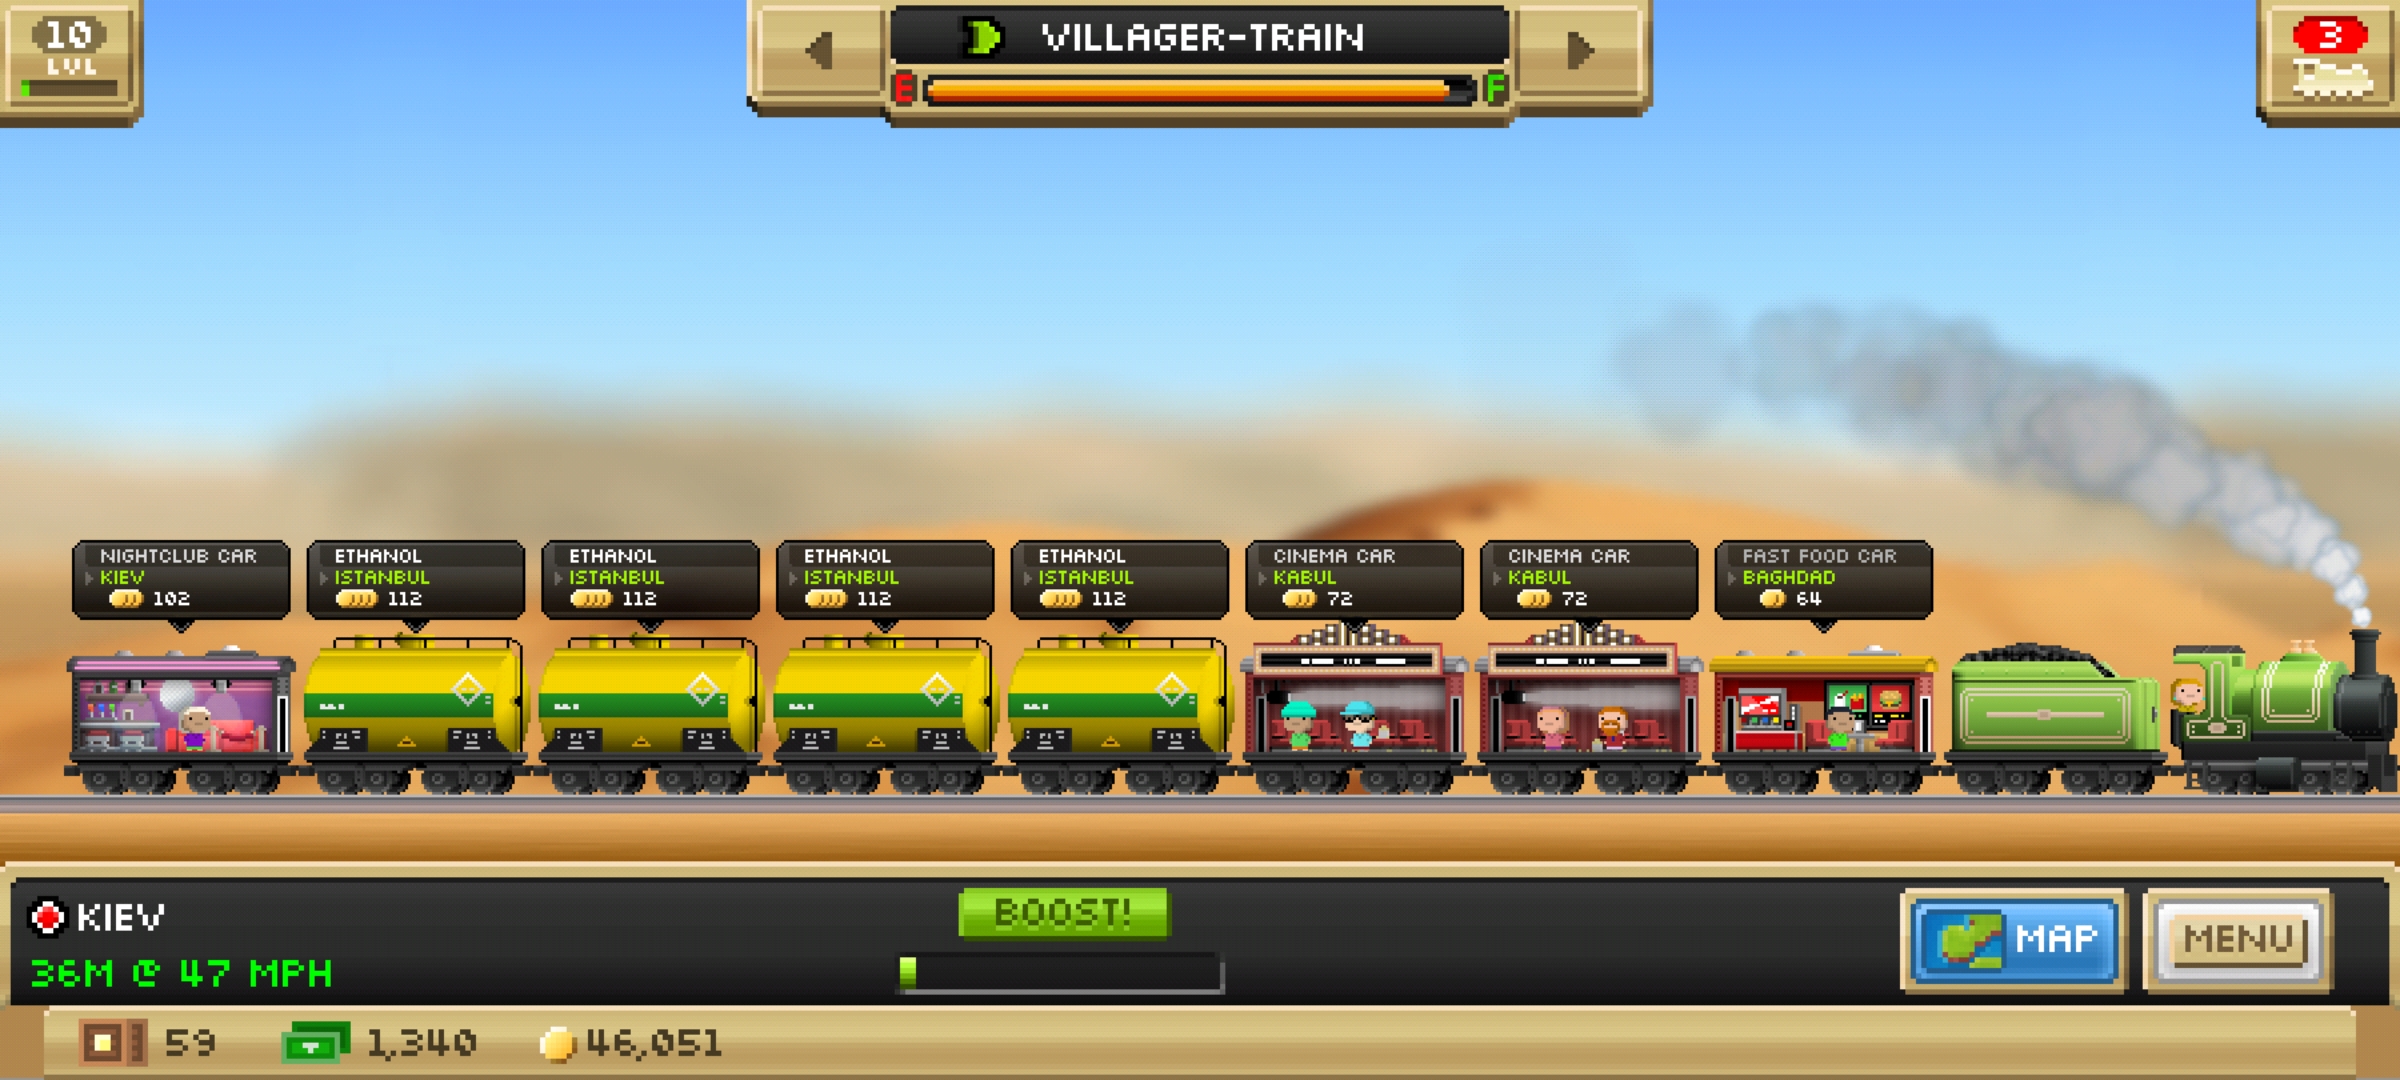 10
LVL
VILLAGER-TRAIN
E F
3
NIGHTCLUB CAR
KIEV
102
ETHANOL
ISTANBUL
112
ETHANOL
ISTANBUL
112
ETHANOL
ISTANBUL
112
ETHANOL
ISTANBUL
112
CINEMA CAR
KABUL
72
CINEMA CAR
KABUL
72
FAST FOOD CAR
BAGHDAD
64
KIEV
36M @ 47 MPH
BOOST!
MAP
MENU
59
1,340
46,051